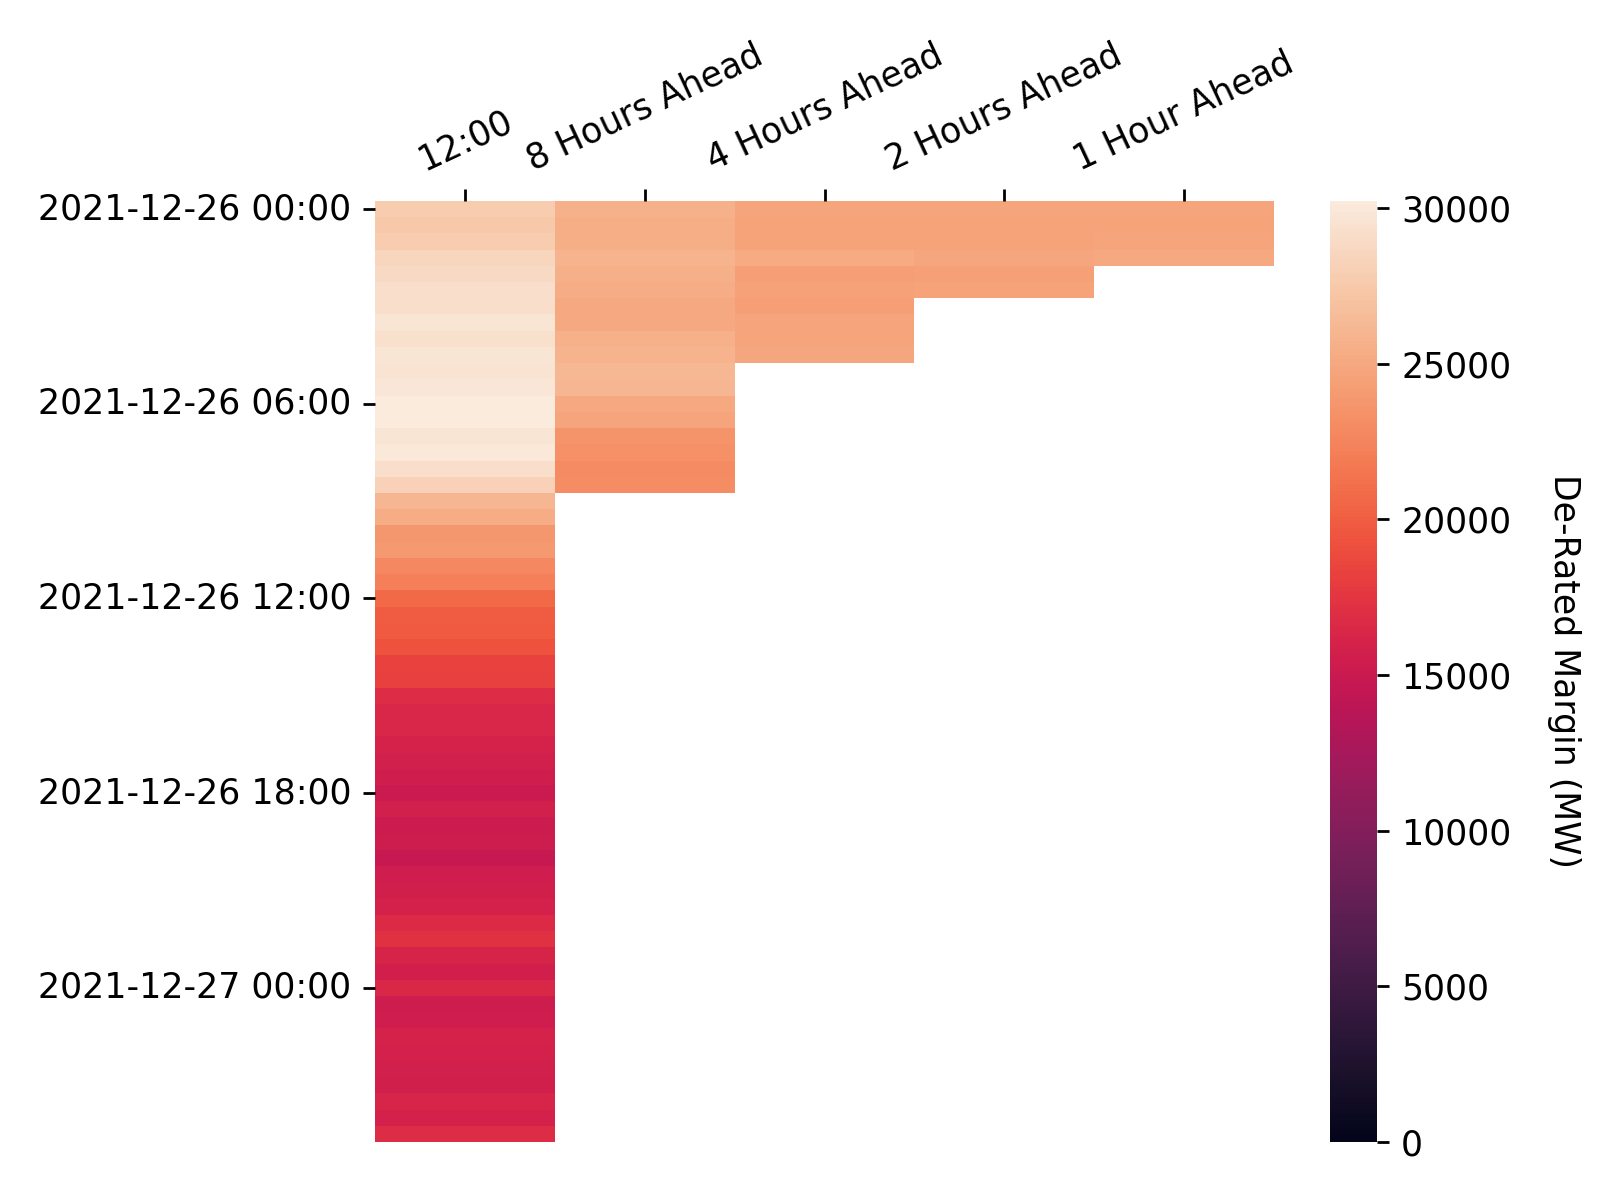 12:00
8 Hours Ahead
4 Hours Ahead
2 Hours Ahead
1 Hour Ahead
2021-12-26 00:00
2021-12-26 06:00
2021-12-26 12:00
2021-12-26 18:00
2021-12-27 00:00
30000
25000
20000
15000
10000
5000
0
De-Rated Margin (MW)